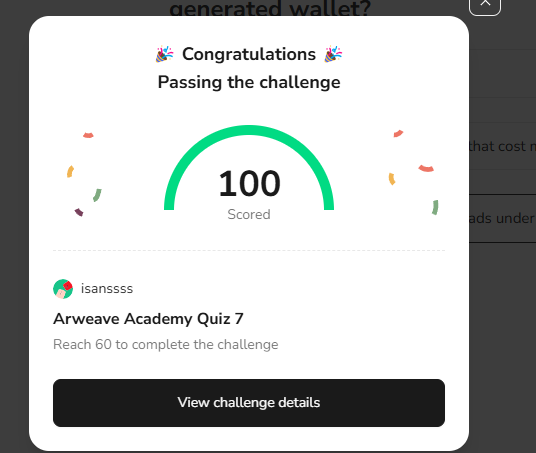 generated wallet?
🎉 Congratulations 🎉
Passing the challenge
100
Scored
that cost
isanssss
ads under
Arweave Academy Quiz 7
Reach 60 to complete the challenge
View challenge details